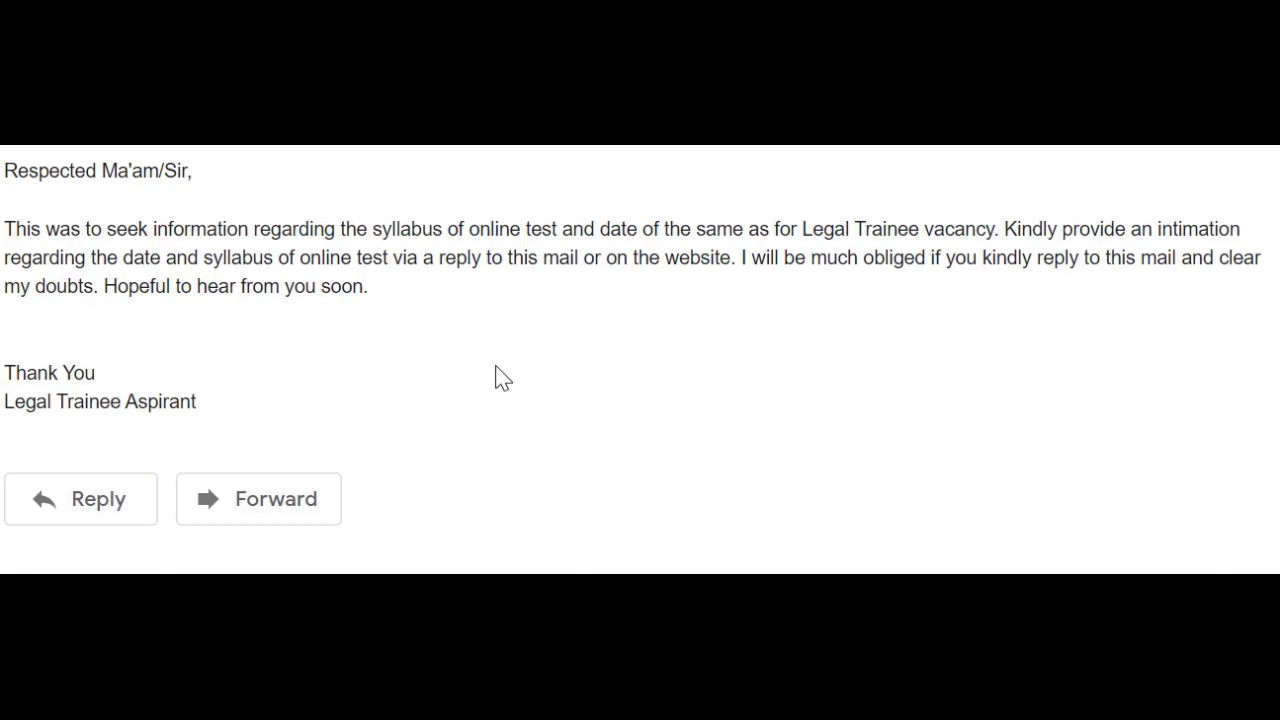 Respected Ma'am/Sir,
This was to seek information regarding the syllabus of online test and date of the same as for Legal Trainee vacancy. Kindly provide an intimation
regarding the date and syllabus of online test via a reply to this mail or on the website. I will be much obliged if you kindly reply to this mail and clear
my doubts. Hopeful to hear from you soon.
Thank You
Legal Trainee Aspirant
Reply Forward